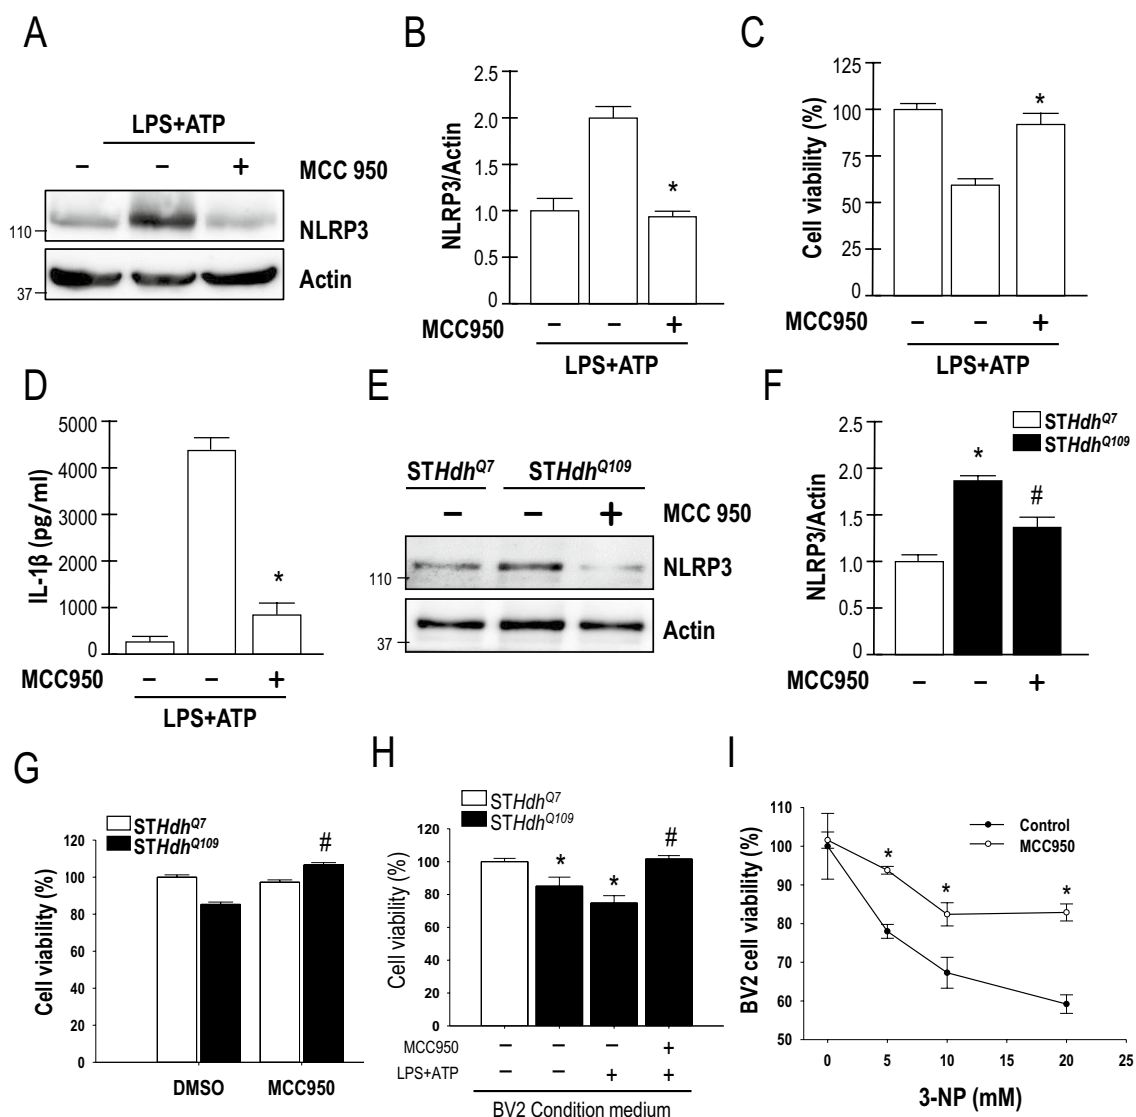 A
LPS+ATP
− − + MCC 950
110 NLRP3
37 Actin
B
NLRP3/Actin
2.5
2.0
1.5
1.0
0.5
0
MCC950 − − +
LPS+ATP
C
Cell viability (%)
125
100
75
50
25
0
MCC950 − − +
LPS+ATP
*
*
D
IL-1β (pg/ml)
5000
4000
3000
2000
1000
0
*
MCC950 − − +
LPS+ATP
E
STHdhQ7 STHdhQ109
− − + MCC 950
110 NLRP3
37 Actin
F
STHdhQ7
STHdhQ109
NLRP3/Actin
2.5
2.0
1.5
1.0
0.5
0
* #
MCC950 − − +
G
STHdhQ7
STHdhQ109
Cell viability (%)
120
100
80
60
40
20
0
#
DMSO MCC950
H
STHdhQ7
STHdhQ109
Cell viability (%)
120
100
80
60
40
20
0
* * #
MCC950 − − − +
LPS+ATP − − + +
BV2 Condition medium
I
BV2 cell viability (%)
110
100
90
80
70
60
50
Control
MCC950
* * *
0 5 10 15 20 25
3-NP (mM)